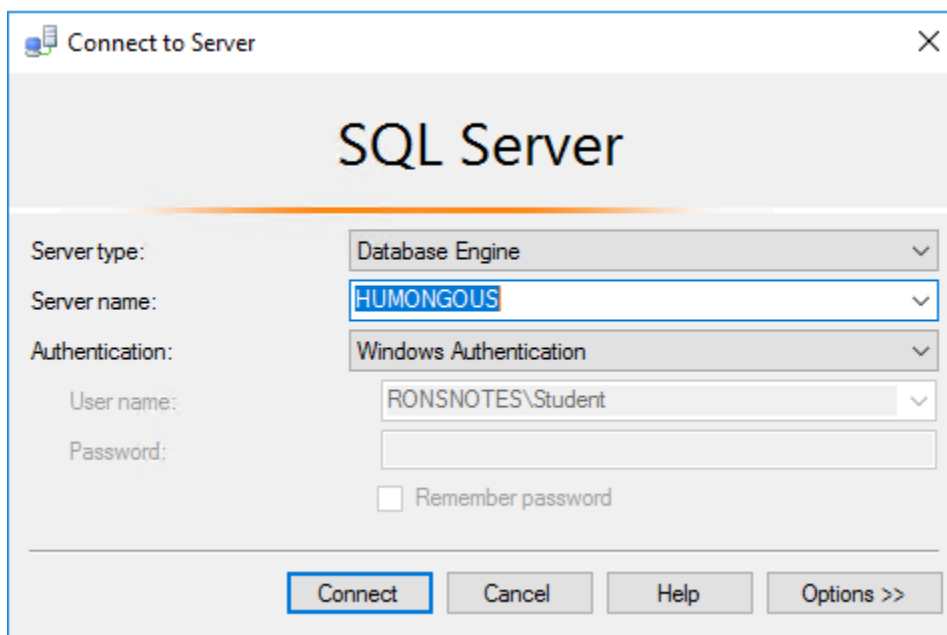 Connect to Server
SQL Server
Server type: Database Engine
Server name: HUMONGOUS
Authentication: Windows Authentication
User name: RONSNOTES\Student
Password:
Remember password
Connect Cancel Help Options >>